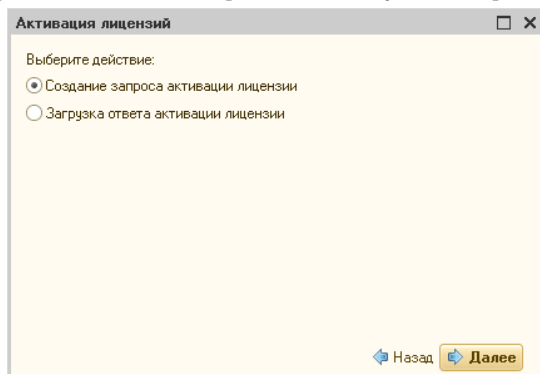 Активация лицензий
Выберите действие:
Создание запроса активации лицензии
Загрузка ответа активации лицензии
Назад Далее